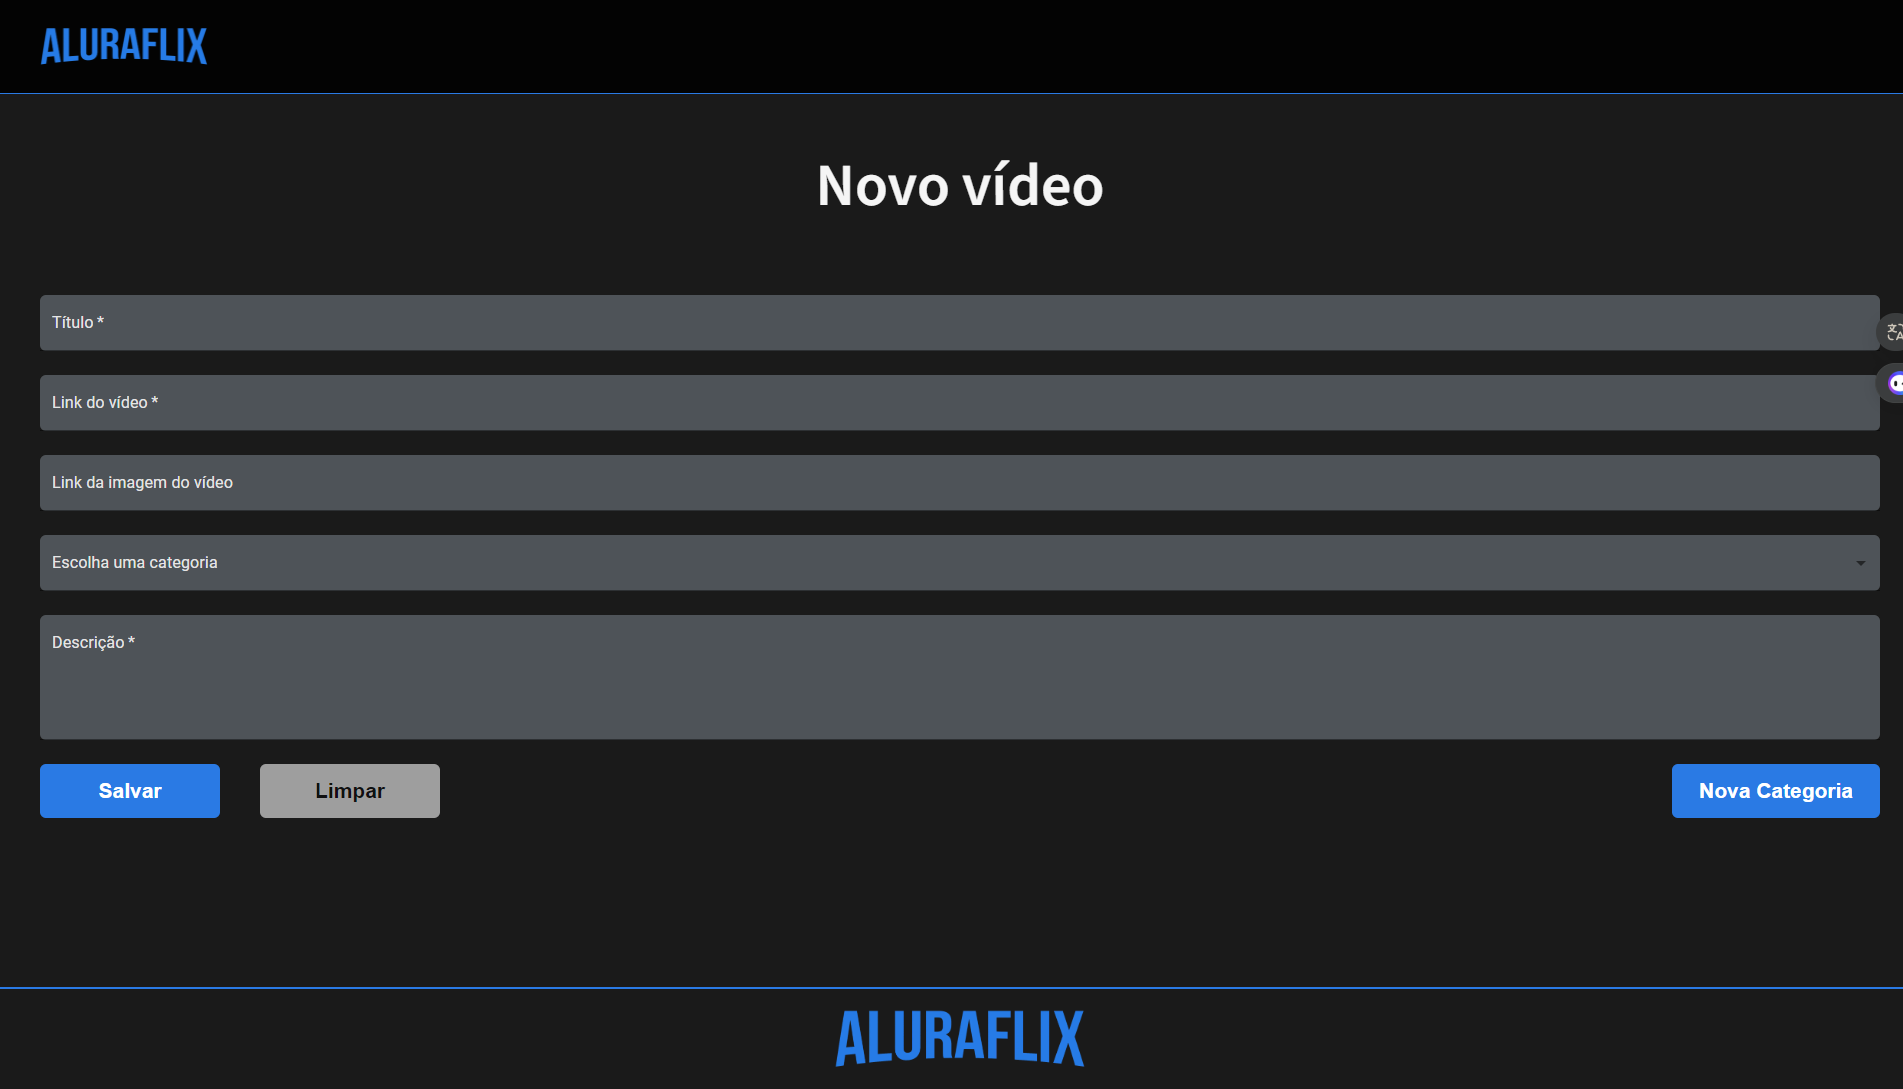 ALURAFLIX
Novo vídeo
Título *
Link do vídeo *
Link da imagem do vídeo
Escolha uma categoria
Descrição *
Salvar
Limpar
Nova Categoria
ALURAFLIX